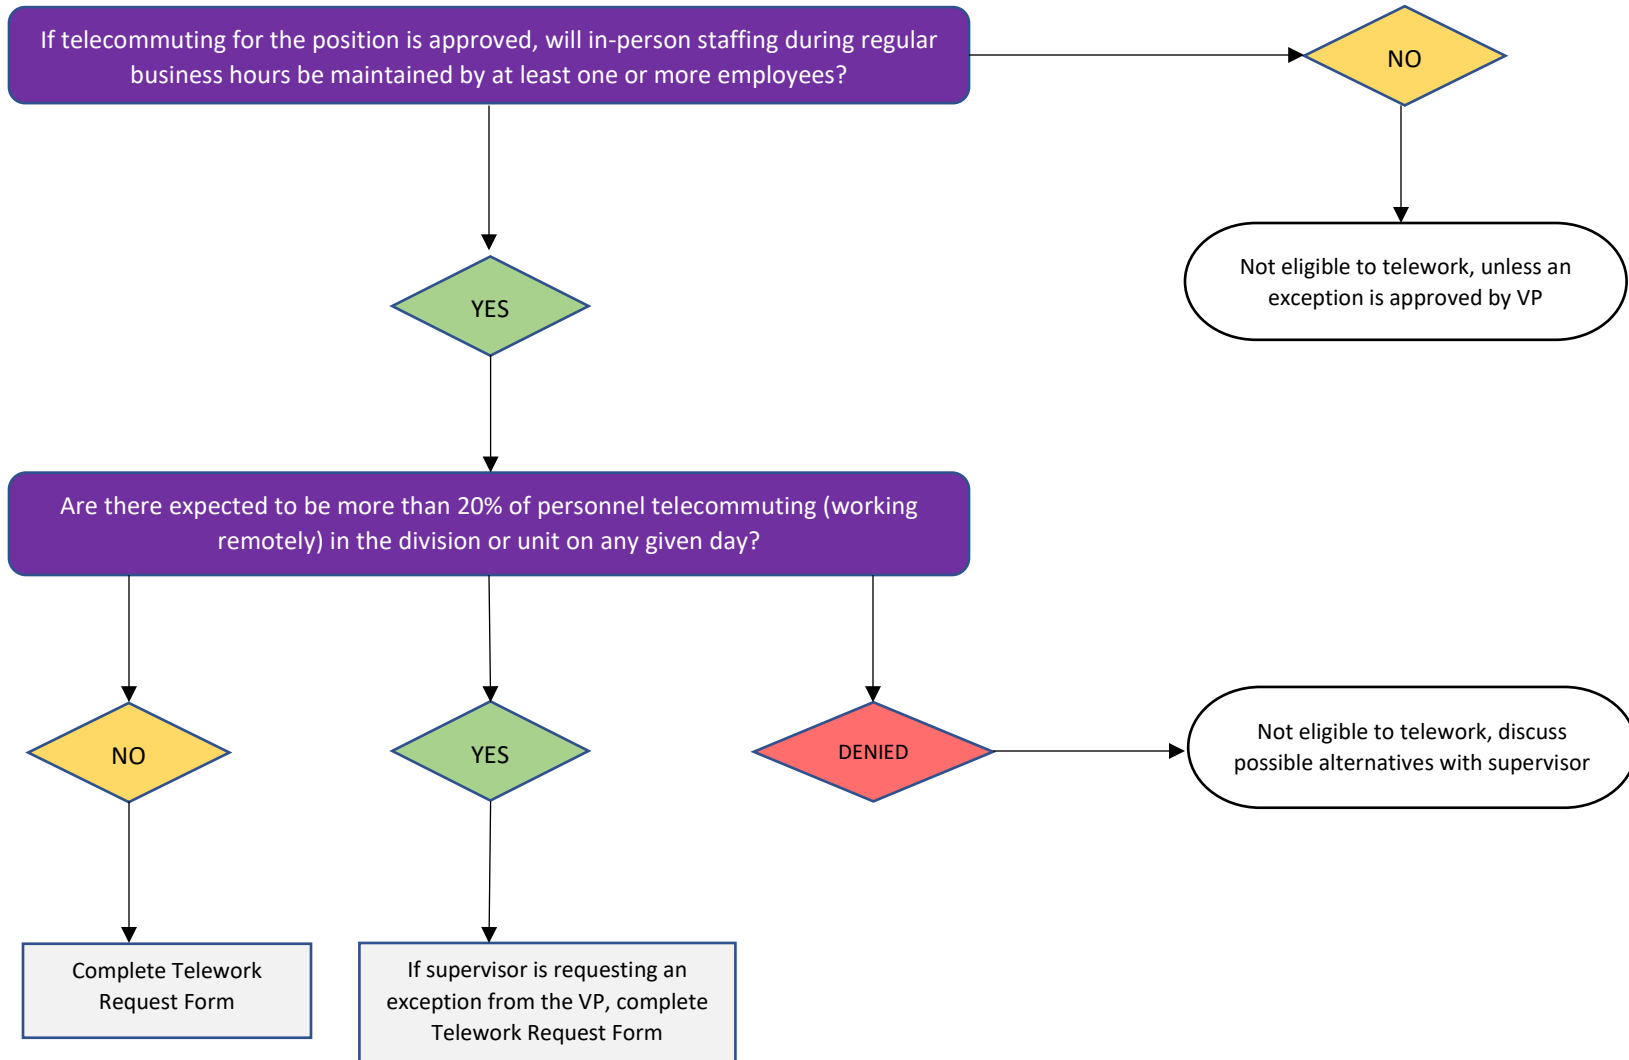 If telecommuting for the position is approved, will in-person staffing during regular
business hours be maintained by at least one or more employees?
NO
Not eligible to telework, unless an
exception is approved by VP
YES
Are there expected to be more than 20% of personnel telecommuting (working
remotely) in the division or unit on any given day?
NO
YES
DENIED
Not eligible to telework, discuss
possible alternatives with supervisor
Complete Telework
Request Form
If supervisor is requesting an
exception from the VP, complete
Telework Request Form